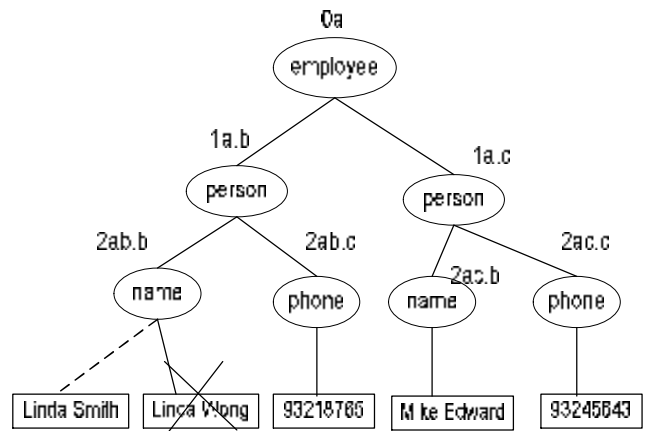 0a
employee
1a.b
1a.c
person
person
2ab.b
2ab.c
2ac.c
2ac.b
name
phone
name
phone
Linda Smith
Linda Wong
93218765
Mike Edward
93245643